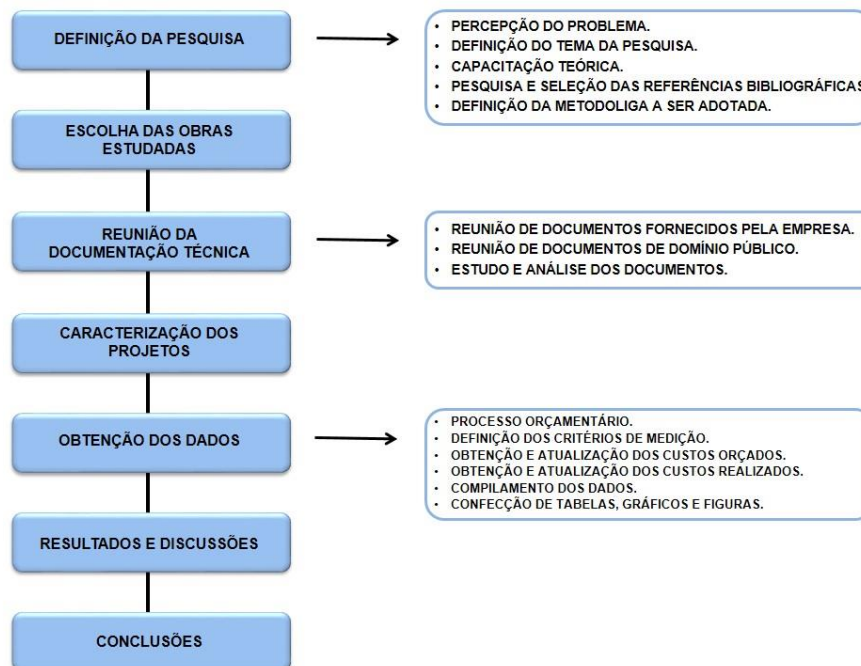 DEFINIÇÃO DA PESQUISA
• PERCEPÇÃO DO PROBLEMA.
• DEFINIÇÃO DO TEMA DA PESQUISA.
• CAPACITAÇÃO TEÓRICA.
• PESQUISA E SELEÇÃO DAS REFERÊNCIAS BIBLIOGRÁFICAS
• DEFINIÇÃO DA METODOLIGA A SER ADOTADA.
ESCOLHA DAS OBRAS
ESTUDADAS
REUNIÃO DA
DOCUMENTAÇÃO TÉCNICA
• REUNIÃO DE DOCUMENTOS FORNECIDOS PELA EMPRESA.
• REUNIÃO DE DOCUMENTOS DE DOMÍNIO PÚBLICO.
• ESTUDO E ANÁLISE DOS DOCUMENTOS.
CARACTERIZAÇÃO DOS
PROJETOS
OBTENÇÃO DOS DADOS
• PROCESSO ORÇAMENTÁRIO.
• DEFINIÇÃO DOS CRITÉRIOS DE MEDIÇÃO.
• OBTENÇÃO E ATUALIZAÇÃO DOS CUSTOS ORÇADOS.
• OBTENÇÃO E ATUALIZAÇÃO DOS CUSTOS REALIZADOS.
• COMPILAMENTO DOS DADOS.
• CONFECÇÃO DE TABELAS, GRÁFICOS E FIGURAS.
RESULTADOS E DISCUSSÕES
CONCLUSÕES